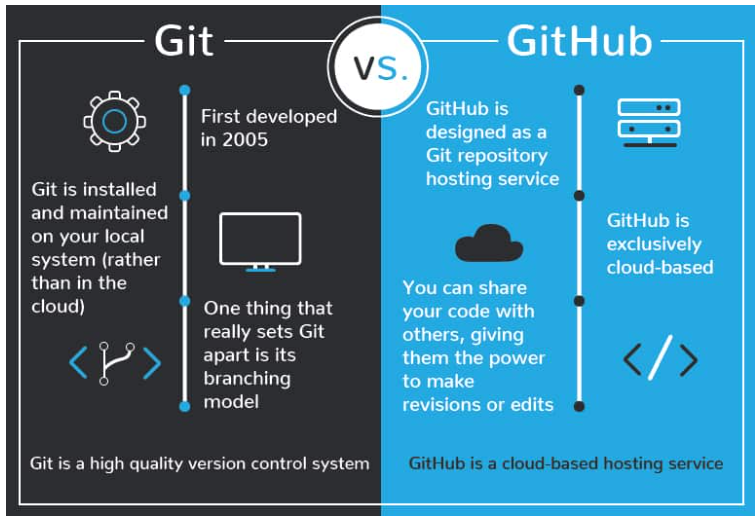 Git
vs.
GitHub
First developed
in 2005
Git is installed
and maintained
on your local
system (rather
than in the
cloud)
One thing that
really sets Git
apart is its
branching
model
Git is a high quality version control system
GitHub is
designed as a
Git repository
hosting service
GitHub is
exclusively
cloud-based
You can share
your code with
others, giving
them the power
to make
revisions or edits
GitHub is a cloud-based hosting service